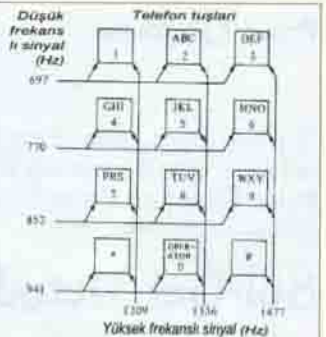 Düşük
frekans
lı sinyal
(Hz)
Telefon tuşları
1
ABC
2
DEF
3
697
GHI
4
JKL
5
MNO
6
770
PRS
7
TUV
8
WXY
9
852
*
OPER-
ATOR
0
#
941
1209
1336
1477
Yüksek frekanslı sinyal (Hz)